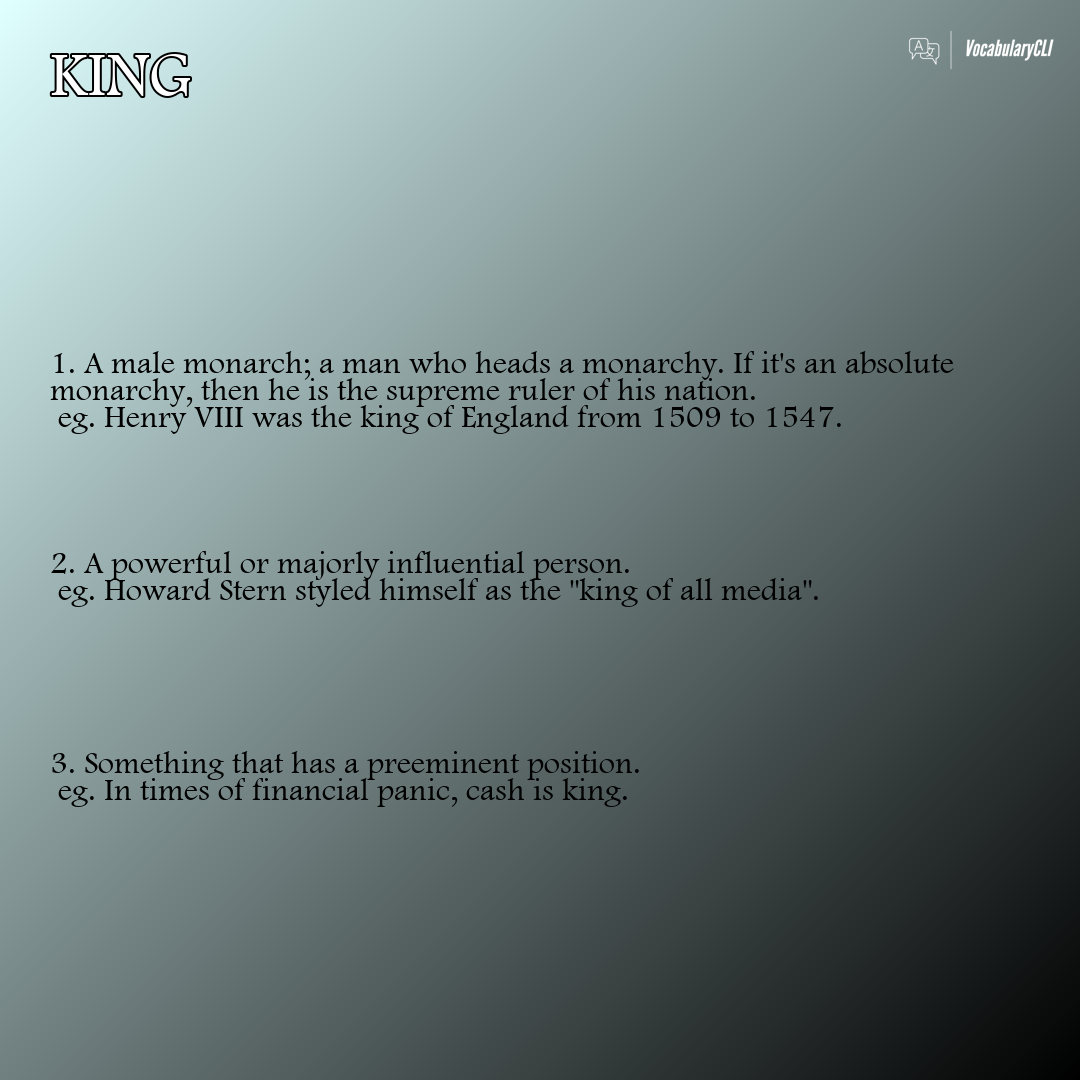 KING
VocabularyCLI
1. A male monarch; a man who heads a monarchy. If it's an absolute
monarchy, then he is the supreme ruler of his nation.
eg. Henry VIII was the king of England from 1509 to 1547.
2. A powerful or majorly influential person.
eg. Howard Stern styled himself as the "king of all media".
3. Something that has a preeminent position.
eg. In times of financial panic, cash is king.